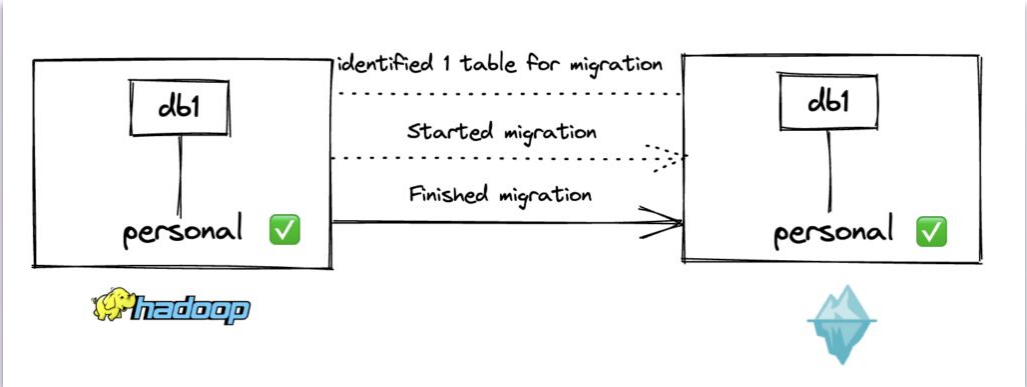 identified 1 table for migration
db1
db1
Started migration
Finished migration
personal
personal
hadoop